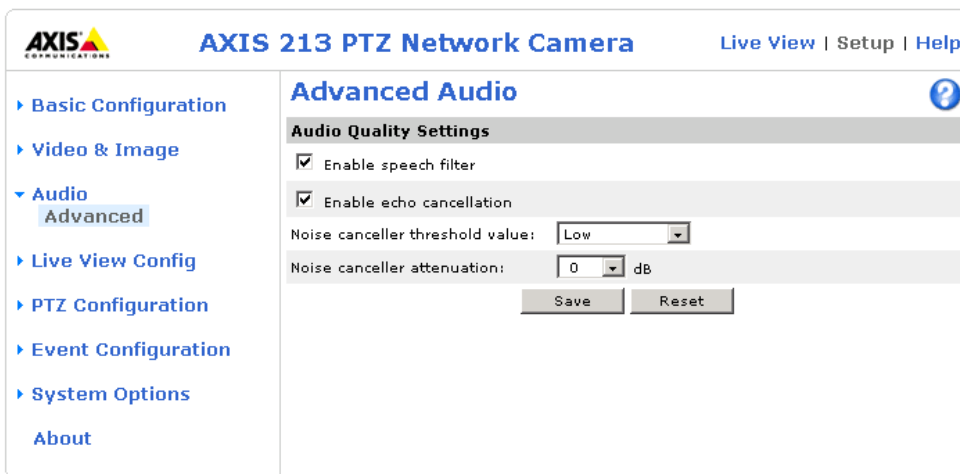 AXIS
COMMUNICATIONS
AXIS 213 PTZ Network Camera
Live View | Setup | Help
Basic Configuration
Video & Image
Audio
Advanced
Live View Config
PTZ Configuration
Event Configuration
System Options
About
Advanced Audio
?
Audio Quality Settings
Enable speech filter
Enable echo cancellation
Noise canceller threshold value: Low
Noise canceller attenuation: 0 dB
Save Reset